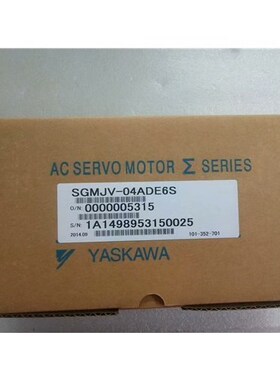 AC SERVO MOTOR Σ SERIES
SGMJV-04ADE6S
O/N: 0000005315
S/N: 1A1498953150025
2014.08 101-352-701
YASKAWA